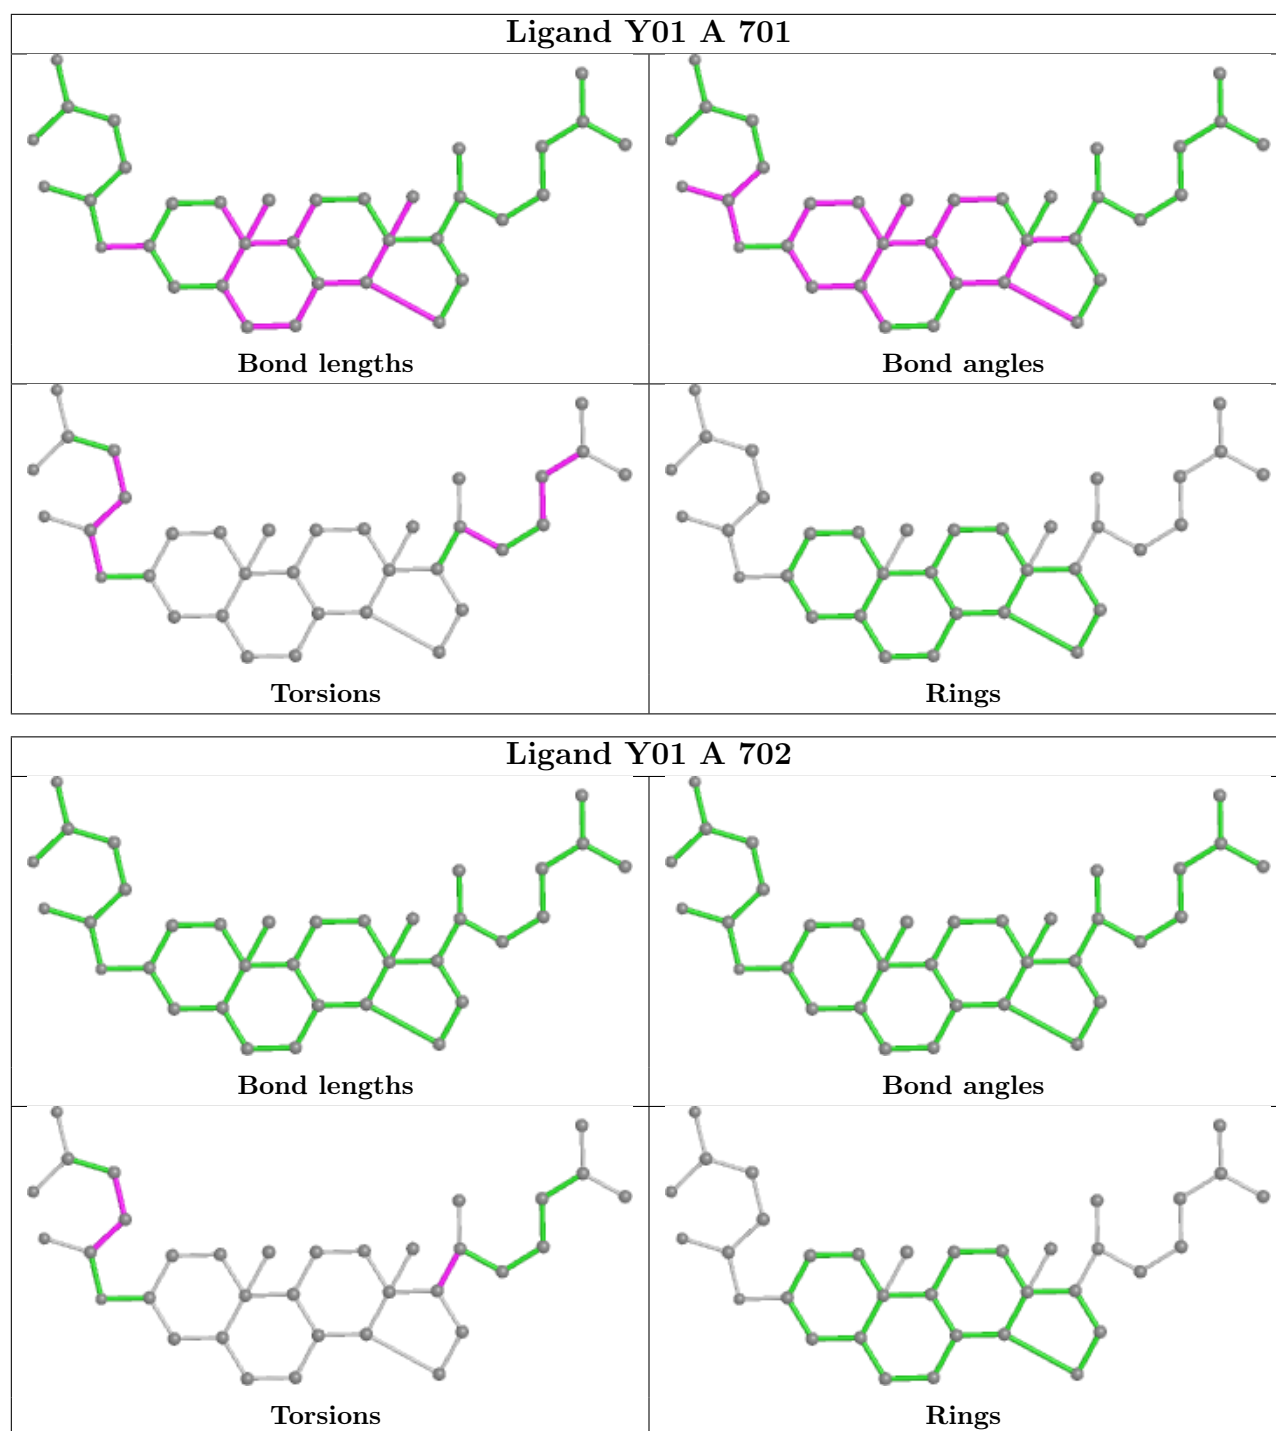 Ligand Y01 A 701
Bond lengths
Bond angles
Torsions
Rings
Ligand Y01 A 702
Bond lengths
Bond angles
Torsions
Rings